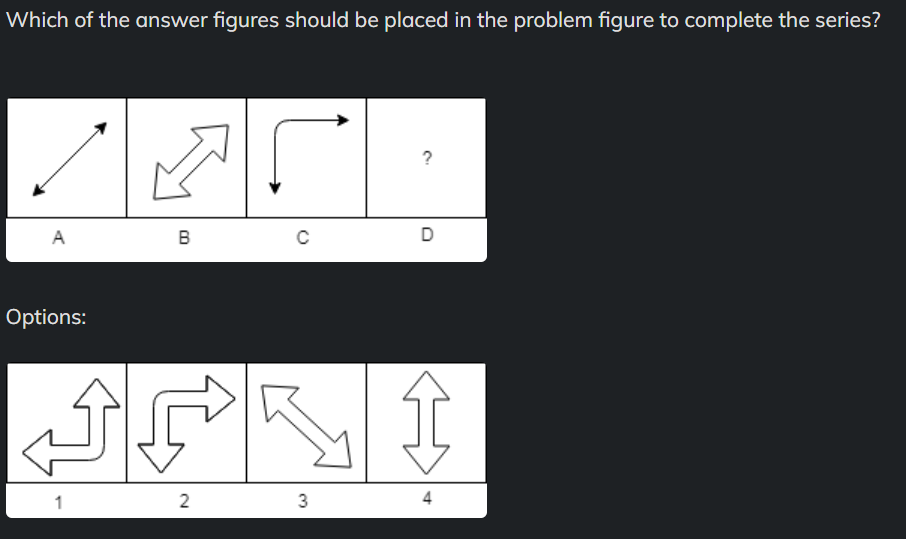 Which of the answer figures should be placed in the problem figure to complete the series?
?
A B C D
Options:
1 2 3 4